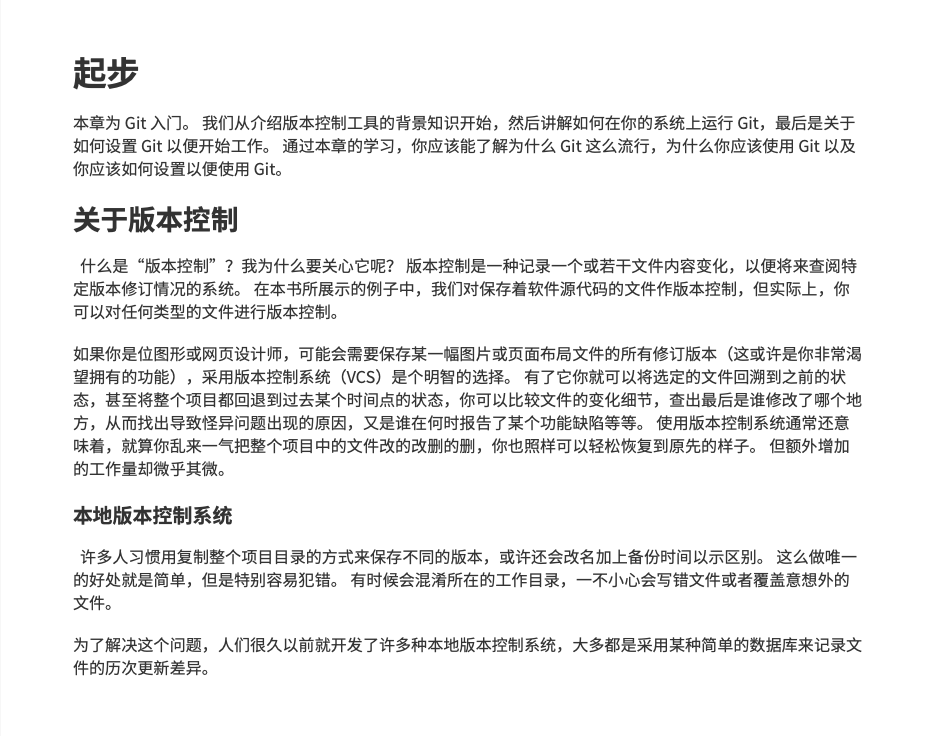 起步
本章为 Git 入门。 我们从介绍版本控制工具的背景知识开始，然后讲解如何在你的系统上运行 Git，最后是关于
如何设置 Git 以便开始工作。 通过本章的学习，你应该能了解为什么 Git 这么流行，为什么你应该使用 Git 以及
你应该如何设置以便使用 Git。
关于版本控制
什么是“版本控制”？我为什么要关心它呢？ 版本控制是一种记录一个或若干文件内容变化，以便将来查阅特
定版本修订情况的系统。 在本书所展示的例子中，我们对保存着软件源代码的文件作版本控制，但实际上，你
可以对任何类型的文件进行版本控制。
如果你是位图形或网页设计师，可能会需要保存某一幅图片或页面布局文件的所有修订版本（这或许是你非常渴
望拥有的功能），采用版本控制系统（VCS）是个明智的选择。 有了它你就可以将选定的文件回溯到之前的状
态，甚至将整个项目都回退到过去某个时间点的状态，你可以比较文件的变化细节，查出最后是谁修改了哪个地
方，从而找出导致怪异问题出现的原因，又是谁在何时报告了某个功能缺陷等等。 使用版本控制系统通常还意
味着，就算你乱来一气把整个项目中的文件改的改删的删，你也照样可以轻松恢复到原先的样子。 但额外增加
的工作量却微乎其微。
本地版本控制系统
许多人习惯用复制整个项目目录的方式来保存不同的版本，或许还会改名加上备份时间以示区别。 这么做唯一
的好处就是简单，但是特别容易犯错。 有时候会混淆所在的工作目录，一不小心会写错文件或者覆盖意想外的
文件。
为了解决这个问题，人们很久以前就开发了许多种本地版本控制系统，大多都是采用某种简单的数据库来记录文
件的历次更新差异。